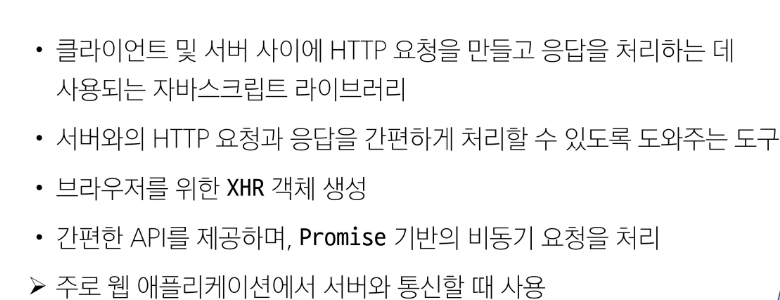 • 클라이언트 및 서버 사이에 HTTP 요청을 만들고 응답을 처리하는 데
사용되는 자바스크립트 라이브러리
• 서버와의 HTTP 요청과 응답을 간편하게 처리할 수 있도록 도와주는 도구
• 브라우저를 위한 XHR 객체 생성
• 간편한 API를 제공하며, Promise 기반의 비동기 요청을 처리
➢ 주로 웹 애플리케이션에서 서버와 통신할 때 사용